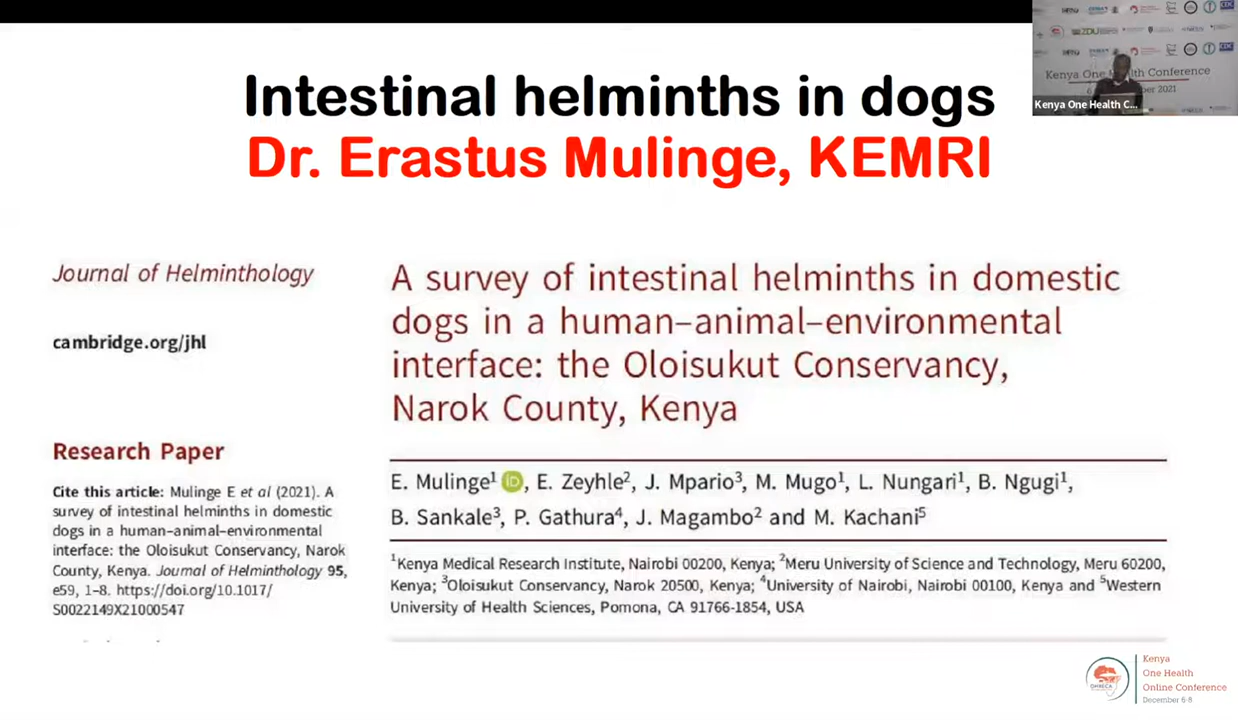 Intestinal helminths in dogs
Dr. Erastus Mulinge, KEMRI
Kenya One Health Conference
Kenya One Health C...
Journal of Helminthology
cambridge.org/jhl
Research Paper
Cite this article: Mulinge E et al (2021). A
survey of intestinal helminths in domestic
dogs in a human–animal–environmental
interface: the Oloisukut Conservancy, Narok
County, Kenya. Journal of Helminthology 95,
e59, 1–8. https://doi.org/10.1017/
S0022149X21000547
A survey of intestinal helminths in domestic
dogs in a human–animal–environmental
interface: the Oloisukut Conservancy,
Narok County, Kenya
E. Mulinge¹ iD, E. Zeyhle², J. Mpario³, M. Mugo¹, L. Nungari¹, B. Ngugi¹,
B. Sankale³, P. Gathura⁴, J. Magambo² and M. Kachani⁵
¹Kenya Medical Research Institute, Nairobi 00200, Kenya; ²Meru University of Science and Technology, Meru 60200,
Kenya; ³Oloisukut Conservancy, Narok 20500, Kenya; ⁴University of Nairobi, Nairobi 00100, Kenya and ⁵Western
University of Health Sciences, Pomona, CA 91766-1854, USA
OHRECA
Kenya
One Health
Online Conference
December 6-8